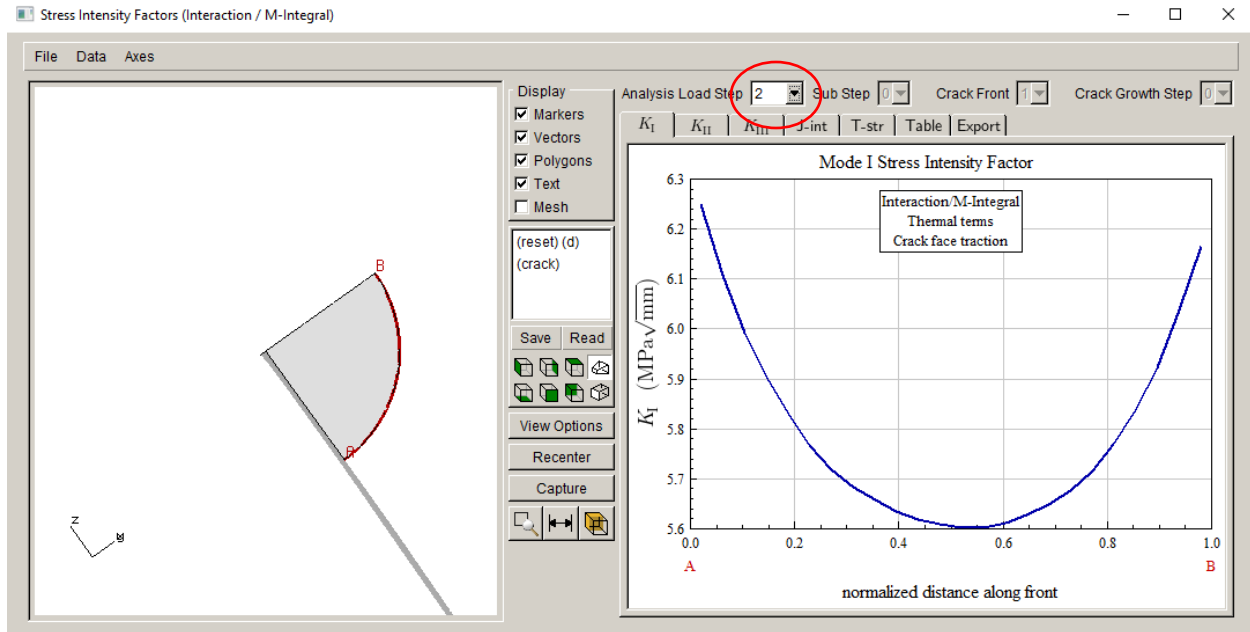 Stress Intensity Factors (Interaction / M-Integral)
File Data Axes
Display
Markers
Vectors
Polygons
Text
Mesh
(reset) (d)
(crack)
Save Read
View Options
Recenter
Capture
B
A
z
y
Analysis Load Step 2 Sub Step 0 Crack Front 1 Crack Growth Step 0
K_I K_II K_III J-int T-str Table Export
Mode I Stress Intensity Factor
Interaction/M-Integral
Thermal terms
Crack face traction
K_I (MPa√mm)
6.3
6.2
6.1
6.0
5.9
5.8
5.7
5.6
0.0 0.2 0.4 0.6 0.8 1.0
A B
normalized distance along front